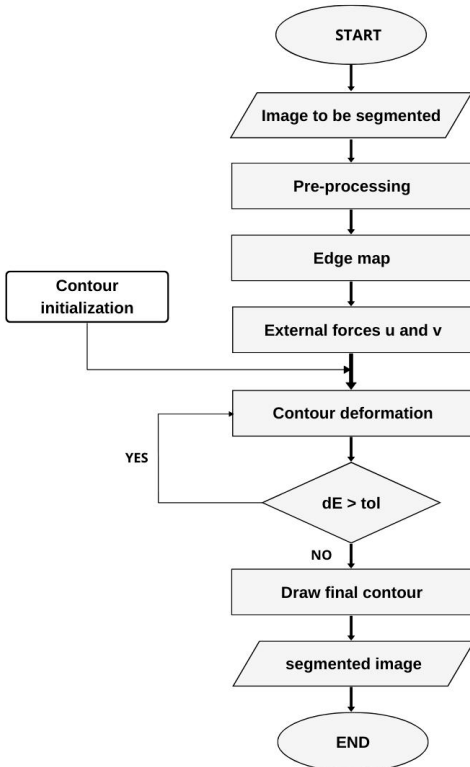 START
Image to be segmented
Pre-processing
Edge map
Contour
initialization
External forces u and v
Contour deformation
YES
dE > tol
NO
Draw final contour
segmented image
END